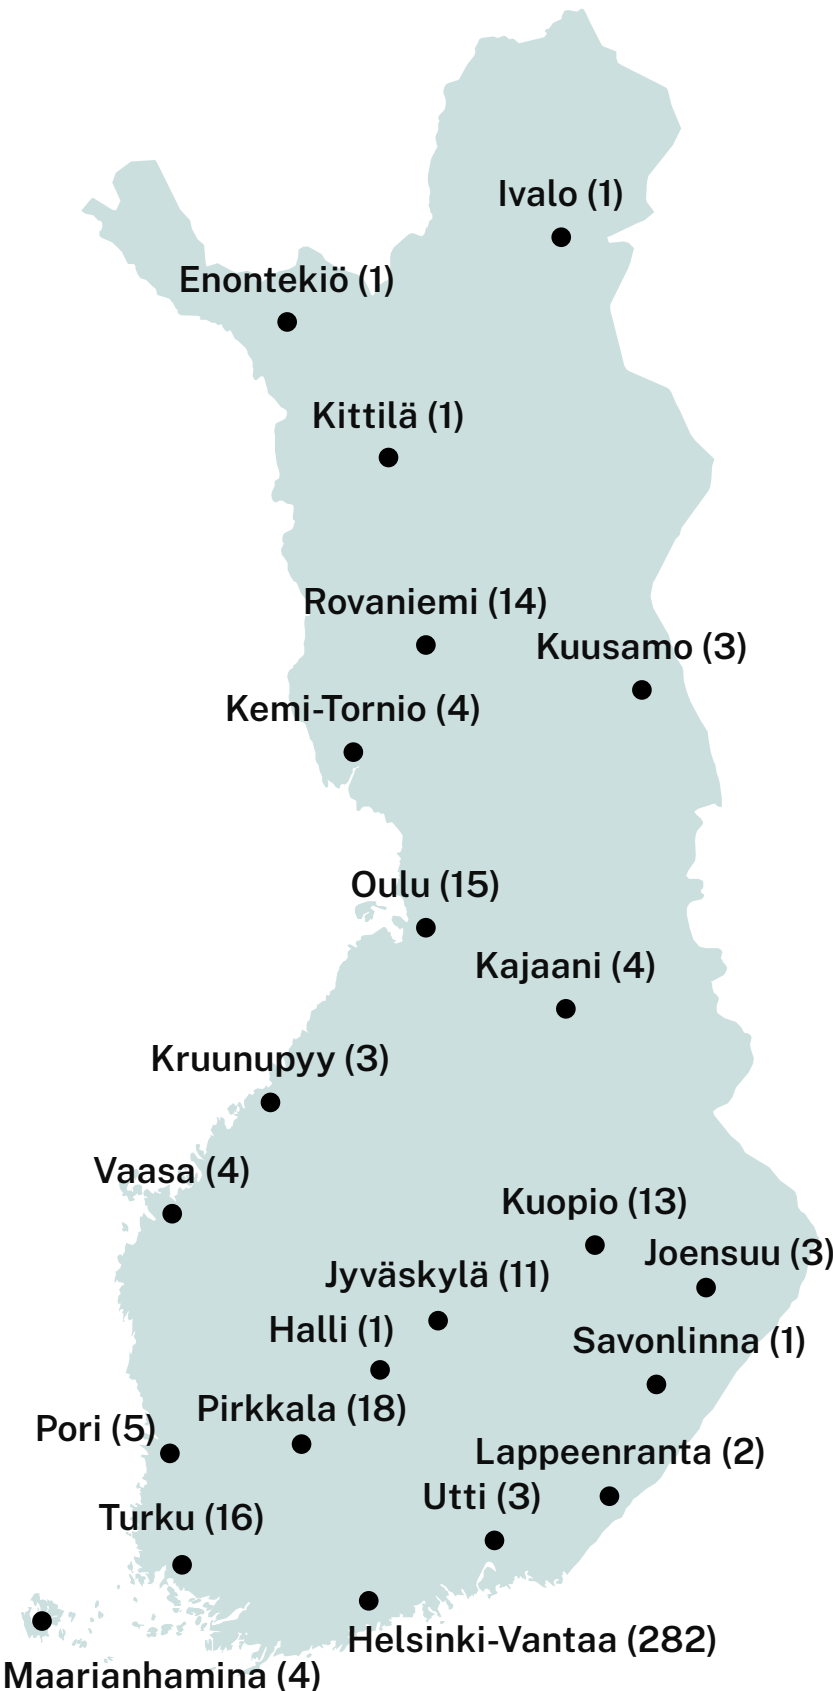 Ivalo (1)
Enontekiö (1)
Kittilä (1)
Rovaniemi (14)
Kuusamo (3)
Kemi-Tornio (4)
Oulu (15)
Kajaani (4)
Kruunupyy (3)
Vaasa (4)
Kuopio (13)
Joensuu (3)
Jyväskylä (11)
Halli (1)
Savonlinna (1)
Pirkkala (18)
Pori (5)
Lappeenranta (2)
Utti (3)
Turku (16)
Helsinki-Vantaa (282)
Maarianhamina (4)